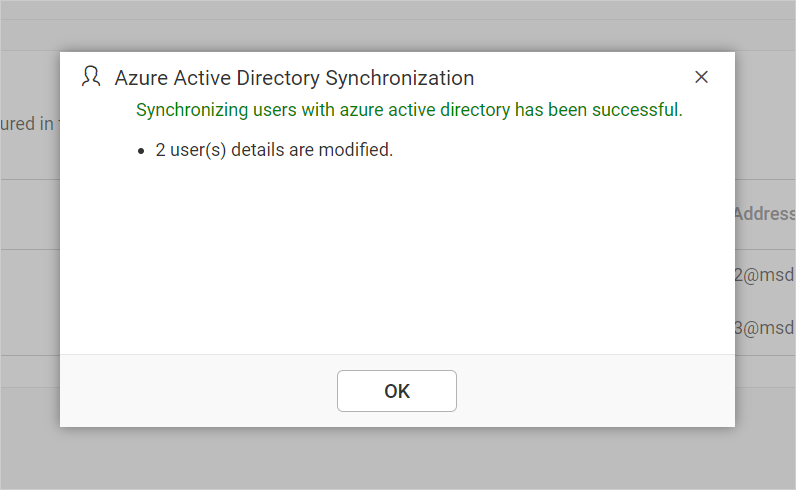 Azure Active Directory Synchronization
Synchronizing users with azure active directory has been successful.
ured in
2 user(s) details are modified.
Address
2@msd
3@msd
OK